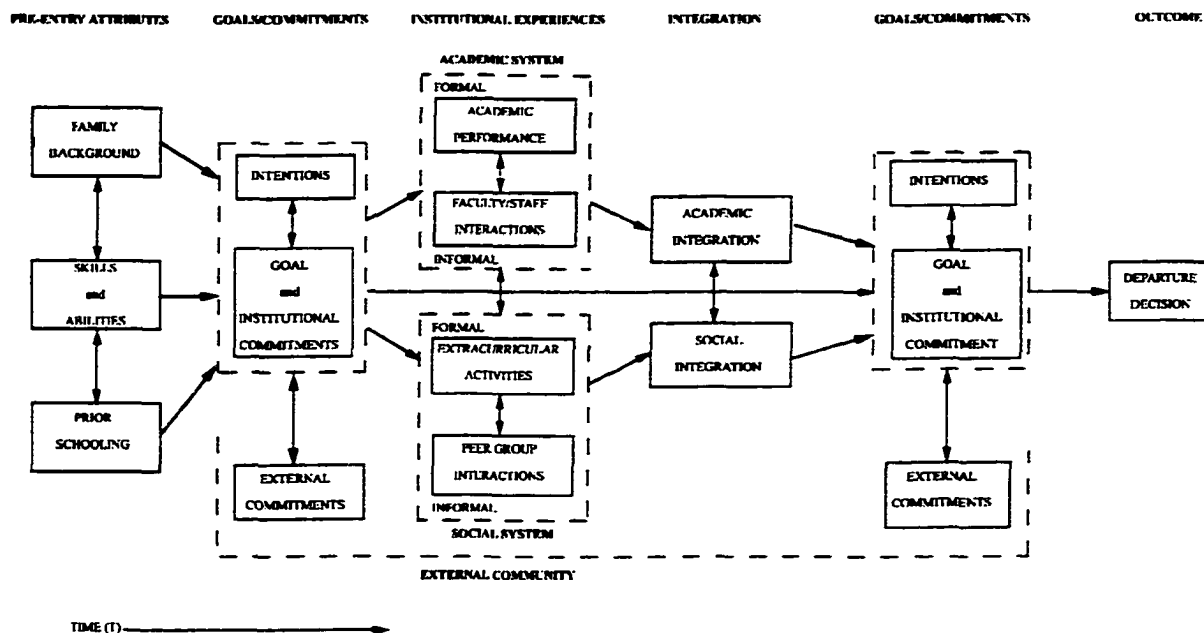 PRE-ENTRY ATTRIBUTES
GOALS/COMMITMENTS
INSTITUTIONAL EXPERIENCES
INTEGRATION
GOALS/COMMITMENTS
OUTCOME
ACADEMIC SYSTEM
FORMAL
ACADEMIC
PERFORMANCE
FAMILY
BACKGROUND
INTENTIONS
FACULTY/STAFF
INTERACTIONS
INFORMAL
ACADEMIC
INTEGRATION
INTENTIONS
SKILLS
and
ABILITIES
GOAL
and
INSTITUTIONAL
COMMITMENTS
GOAL
and
INSTITUTIONAL
COMMITMENT
DEPARTURE
DECISION
FORMAL
EXTRACURRICULAR
ACTIVITIES
SOCIAL
INTEGRATION
PRIOR
SCHOOLING
PEER GROUP
INTERACTIONS
INFORMAL
SOCIAL SYSTEM
EXTERNAL
COMMITMENTS
EXTERNAL
COMMITMENTS
EXTERNAL COMMUNITY
TIME (T)